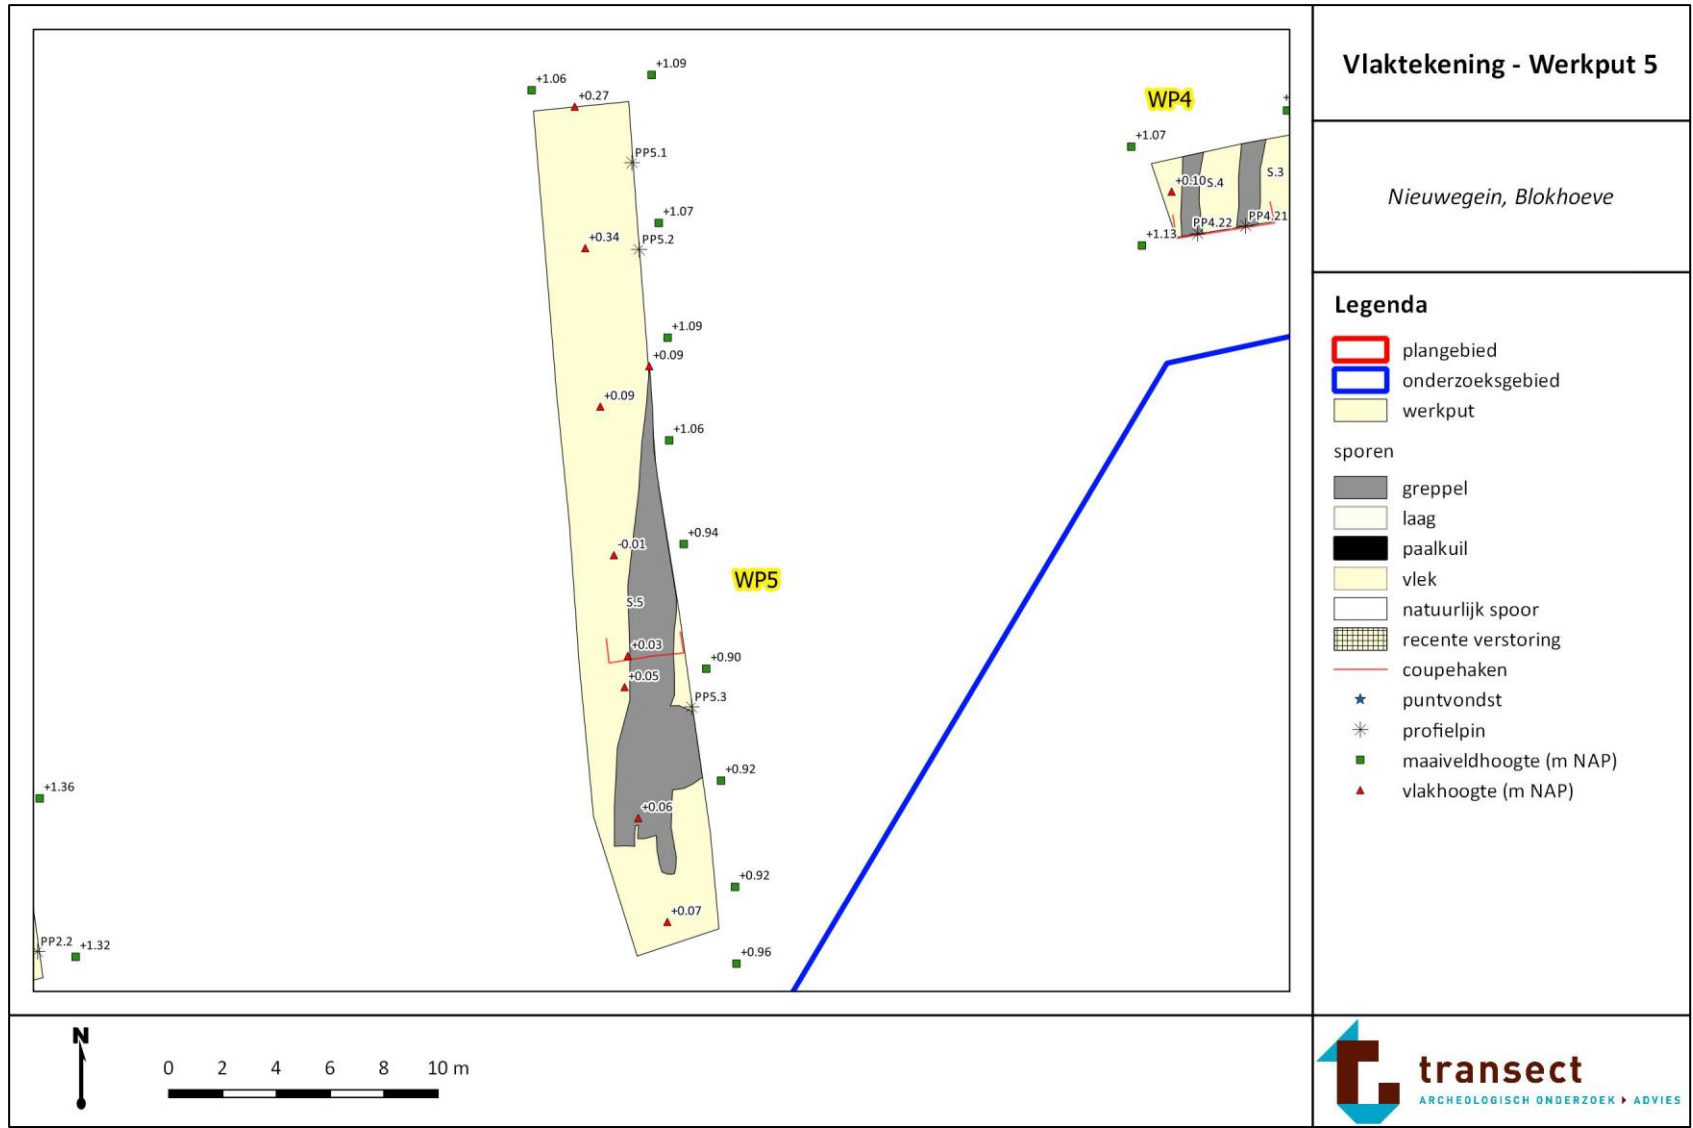 Vlaktekening - Werkput 5
Nieuwegein, Blokhoeve
Legenda
plangebied
onderzoeksgebied
werkput
sporen
greppel
laag
paalkuil
vlek
natuurlijk spoor
recente verstoring
coupehaken
puntvondst
profielpin
maaiveldhoogte (m NAP)
vlakhoogte (m NAP)
+1.09
+1.06
+0.27
WP4
+
+1.07
PP5.1
+0.10
S.4
S.3
+1.07
PP4.22
PP4.21
+1.13
+0.34
PP5.2
+1.09
+0.09
+0.09
+1.06
+0.94
-0.01
WP5
S.5
+0.03
+0.90
+0.05
PP5.3
+0.92
+1.36
+0.06
+0.92
+0.07
PP2.2
+1.32
+0.96
N
0 2 4 6 8 10 m
transect
ARCHEOLOGISCH ONDERZOEK ADVIES